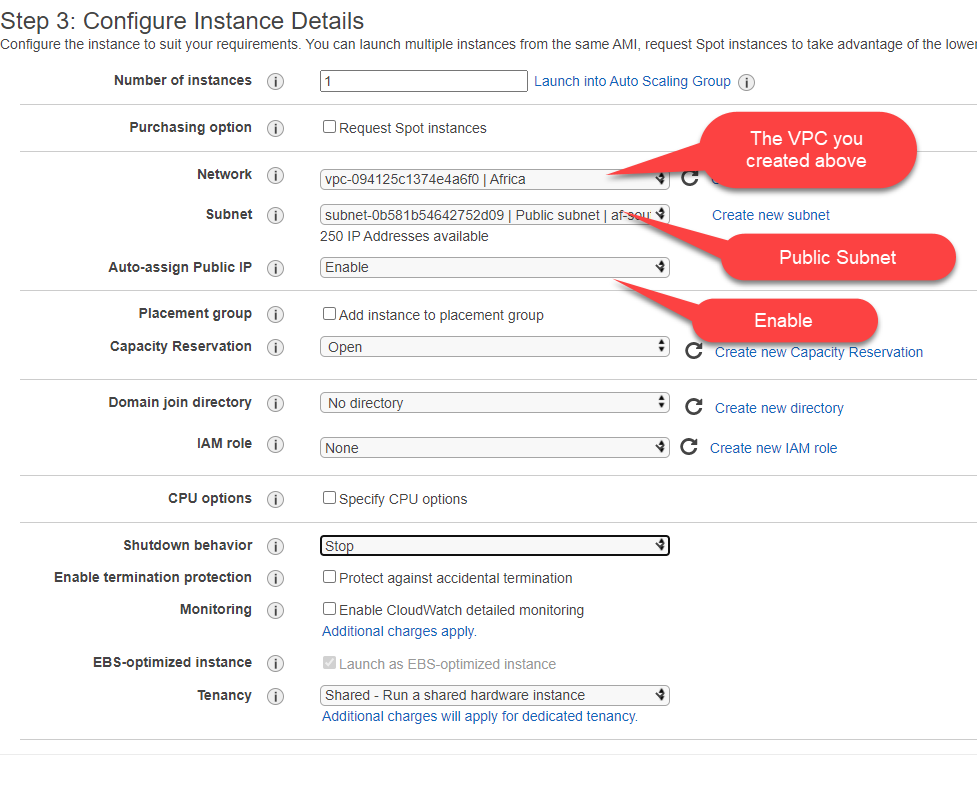 Step 3: Configure Instance Details
Configure the instance to suit your requirements. You can launch multiple instances from the same AMI, request Spot instances to take advantage of the lower
Number of instances i 1 Launch into Auto Scaling Group i
Purchasing option i Request Spot instances
The VPC you
created above
Network i vpc-094125c1374e4a6f0 | Africa
Subnet i subnet-0b581b54642752d09 | Public subnet | af-sou Create new subnet
250 IP Addresses available
Public Subnet
Auto-assign Public IP i Enable
Enable
Placement group i Add instance to placement group
Capacity Reservation i Open Create new Capacity Reservation
Domain join directory i No directory Create new directory
IAM role i None Create new IAM role
CPU options i Specify CPU options
Shutdown behavior i Stop
Enable termination protection i Protect against accidental termination
Monitoring i Enable CloudWatch detailed monitoring
Additional charges apply.
EBS-optimized instance i Launch as EBS-optimized instance
Tenancy i Shared - Run a shared hardware instance
Additional charges will apply for dedicated tenancy.